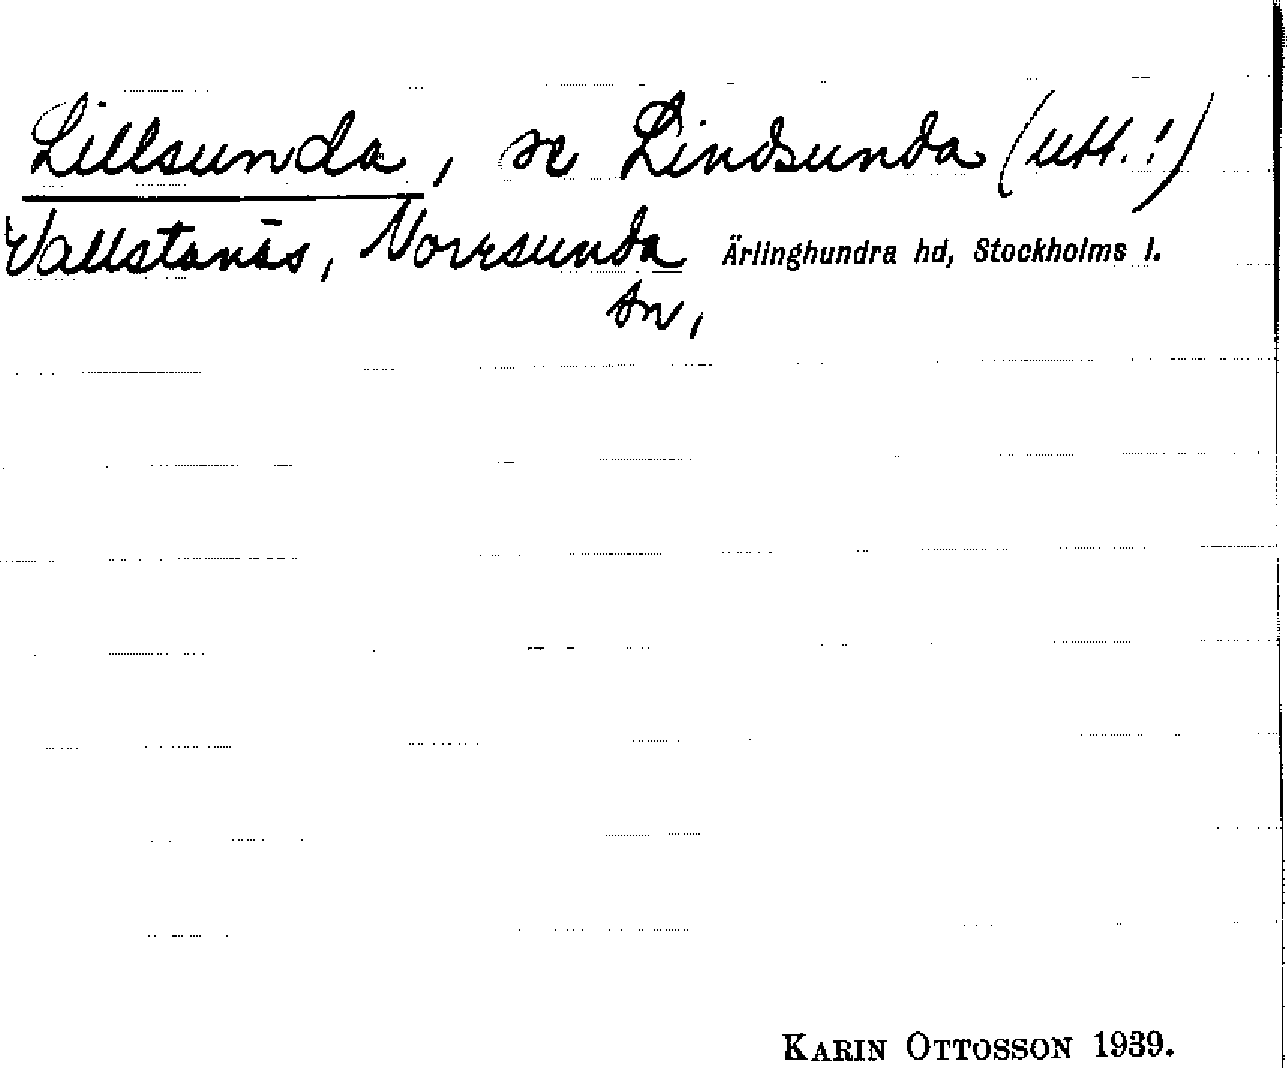 Lillsunda, se Lindsunda (utt.!)
Vallstanäs, Norrsunda Ärlinghundra hd, Stockholms l.
sn,
KARIN OTTOSSON 1939.